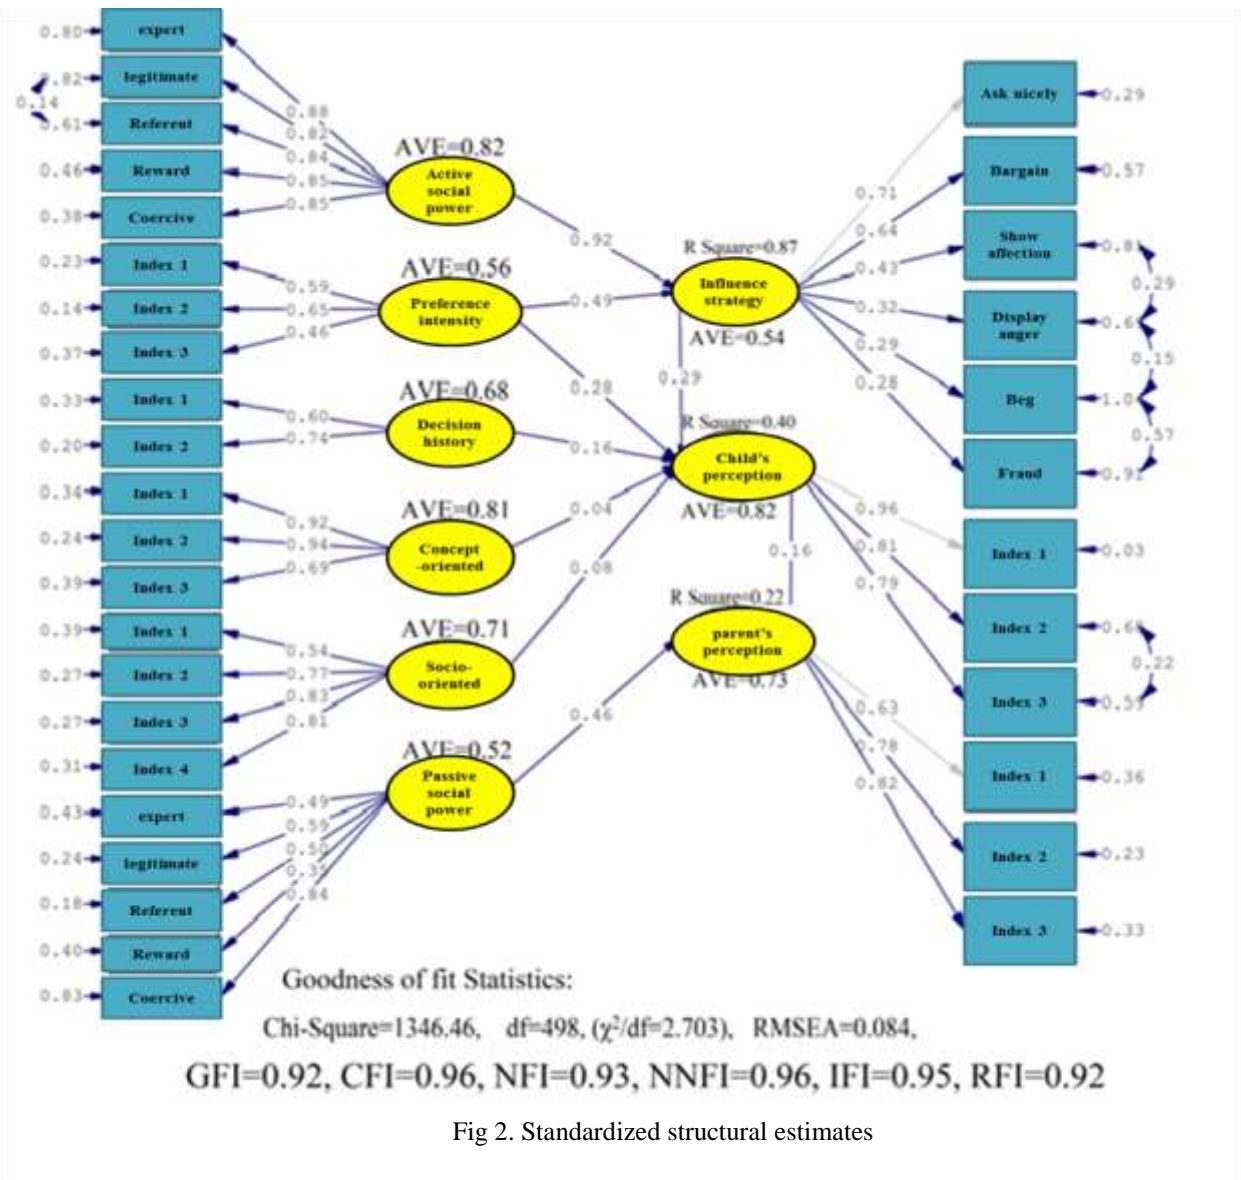 0.80
expert
legitimate
0.14
0.61
Referent
0.46
Reward
0.38
Coercive
0.23
Index 1
0.14
Index 2
0.37
Index 3
0.33
Index 1
0.20
Index 2
0.34
Index 1
0.24
Index 2
0.39
Index 3
0.39
Index 1
0.27
Index 2
0.27
Index 3
0.31
Index 4
0.43
expert
0.24
legitimate
0.18
Referent
0.40
Reward
0.83
Coercive
0.88
0.82
0.84
0.85
0.85
0.59
0.65
0.46
0.60
0.74
0.92
0.94
0.69
0.54
0.77
0.83
0.81
0.49
0.59
0.50
0.35
0.84
AVE=0.82
Active
social
power
AVE=0.56
Preference
intensity
AVE=0.68
Decision
history
AVE=0.81
Concept
-oriented
AVE=0.71
Socio-
oriented
AVE=0.52
Passive
social
power
0.92
0.49
0.28
0.16
0.04
0.08
0.46
R Square=0.87
Influence
strategy
AVE=0.54
0.29
R Square=0.40
Child's
perception
AVE=0.82
0.16
R Square=0.22
parent's
perception
AVE=0.73
0.71
0.64
0.43
0.32
0.29
0.28
0.96
0.81
0.79
0.63
0.78
0.82
Ask nicely
0.29
Bargain
0.57
Show
affection
0.29
Display
anger
0.15
Beg
0.57
Fraud
Index 1
0.03
Index 2
0.22
Index 3
Index 1
0.36
Index 2
0.23
Index 3
0.33
Goodness of fit Statistics:
Chi-Square=1346.46, df=498, (χ²/df=2.703), RMSEA=0.084,
GFI=0.92, CFI=0.96, NFI=0.93, NNFI=0.96, IFI=0.95, RFI=0.92
Fig 2. Standardized structural estimates